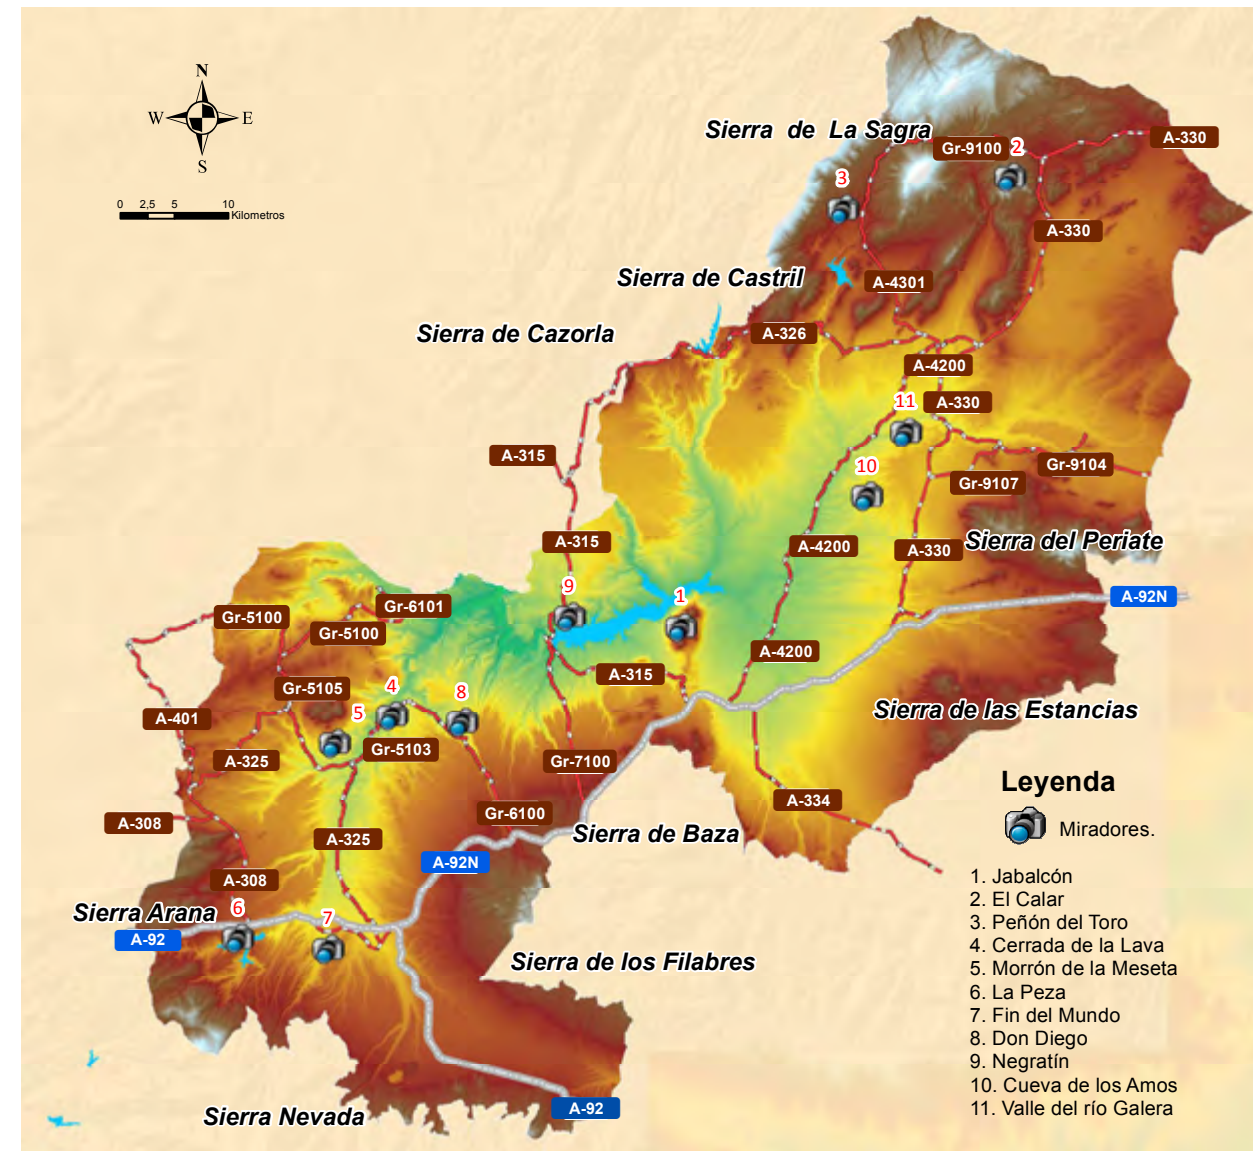 N
W
E
S
0 2,5 5 10
Kilometros
Sierra de La Sagra
Gr-9100
2
A-330
3
A-330
Sierra de Castril
A-4301
Sierra de Cazorla
A-326
A-4200
11
A-330
A-315
10
Gr-9104
Gr-9107
A-315
A-4200
A-330
Sierra del Periate
9
1
A-92N
Gr-6101
Gr-5100
Gr-5100
A-4200
A-315
Gr-5105
4
8
5
A-401
Sierra de las Estancias
Gr-5103
A-325
Gr-7100
Leyenda
A-334
Gr-6100
A-308
Miradores.
Sierra de Baza
A-325
A-92N
A-308
1. Jabalcón
2. El Calar
3. Peñón del Toro
4. Cerrada de la Lava
5. Morrón de la Meseta
6. La Peza
7. Fin del Mundo
8. Don Diego
9. Negratín
10. Cueva de los Amos
11. Valle del río Galera
Sierra Arana
6
7
A-92
Sierra de los Filabres
A-92
Sierra Nevada